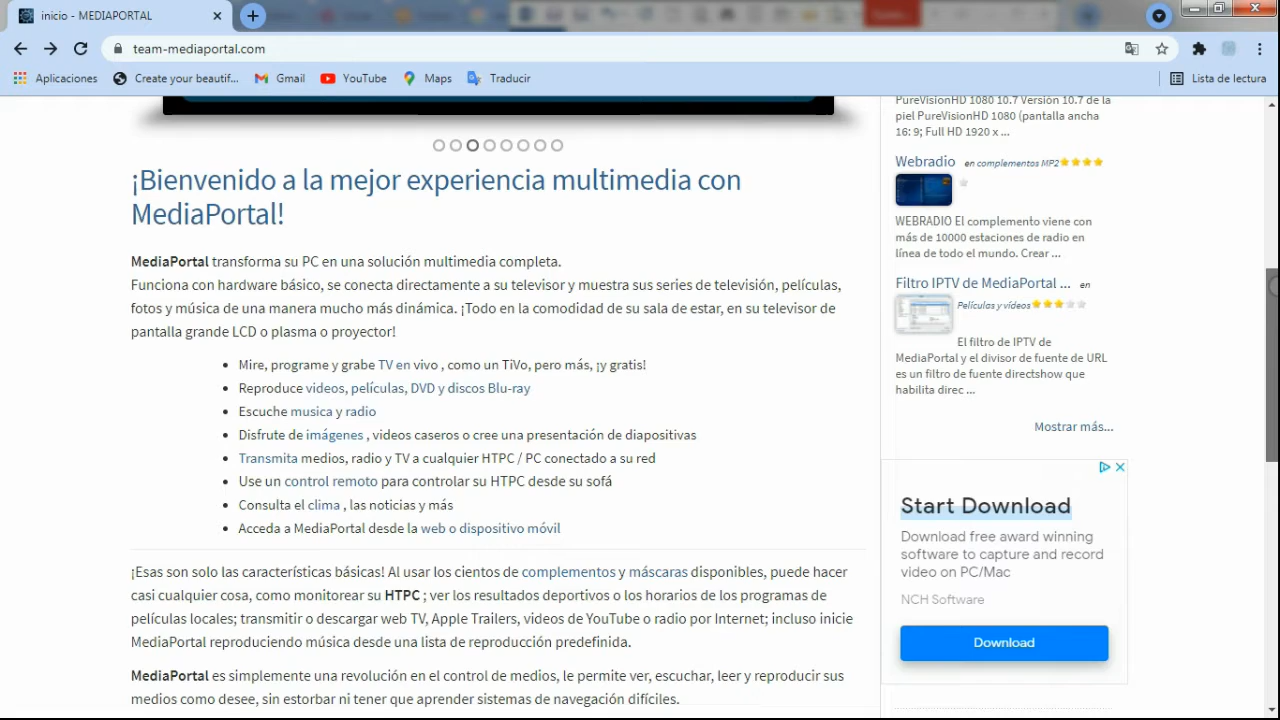 inicio - MEDIAPORTAL
team-mediaportal.com
Aplicaciones
Create your beautif...
Gmail
YouTube
Maps
Traducir
Lista de lectura
¡Bienvenido a la mejor experiencia multimedia con
MediaPortal!
MediaPortal transforma su PC en una solución multimedia completa.
Funciona con hardware básico, se conecta directamente a su televisor y muestra sus series de televisión, películas,
fotos y música de una manera mucho más dinámica. ¡Todo en la comodidad de su sala de estar, en su televisor de
pantalla grande LCD o plasma o proyector!
Mire, programe y grabe TV en vivo , como un TiVo, pero más, ¡y gratis!
Reproduce videos, películas, DVD y discos Blu-ray
Escuche musica y radio
Disfrute de imágenes , videos caseros o cree una presentación de diapositivas
Transmita medios, radio y TV a cualquier HTPC / PC conectado a su red
Use un control remoto para controlar su HTPC desde su sofá
Consulta el clima , las noticias y más
Acceda a MediaPortal desde la web o dispositivo móvil
¡Esas son solo las características básicas! Al usar los cientos de complementos y máscaras disponibles, puede hacer
casi cualquier cosa, como monitorear su HTPC ; ver los resultados deportivos o los horarios de los programas de
películas locales; transmitir o descargar web TV, Apple Trailers, videos de YouTube o radio por Internet; incluso inicie
MediaPortal reproduciendo música desde una lista de reproducción predefinida.
MediaPortal es simplemente una revolución en el control de medios, le permite ver, escuchar, leer y reproducir sus
medios como desee, sin estorbar ni tener que aprender sistemas de navegación difíciles.
PureVisionHD 1080 10.7 Versión 10.7 de la
piel PureVisionHD 1080 (pantalla ancha
16: 9; Full HD 1920 x ...
Webradio en complementos MP2
WEBRADIO El complemento viene con
más de 10000 estaciones de radio en
línea de todo el mundo. Crear ...
Filtro IPTV de MediaPortal ... en
Películas y vídeos
El filtro de IPTV de
MediaPortal y el divisor de fuente de URL
es un filtro de fuente directshow que
habilita direc ...
Mostrar más...
Start Download
Download free award winning
software to capture and record
video on PC/Mac
NCH Software
Download